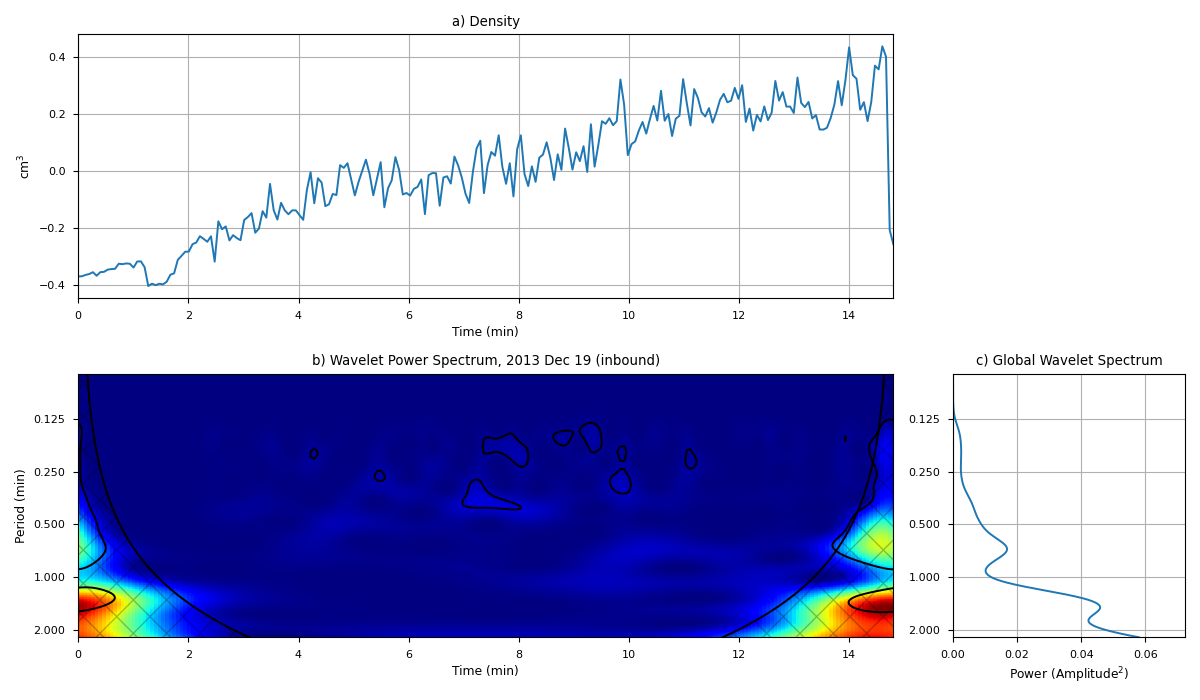 a) Density
0.4
0.2
0.0
−0.2
−0.4
cm³
0 2 4 6 8 10 12 14
Time (min)
b) Wavelet Power Spectrum, 2013 Dec 19 (inbound)
0.125
0.250
0.500
1.000
2.000
Period (min)
0 2 4 6 8 10 12 14
Time (min)
c) Global Wavelet Spectrum
0.125
0.250
0.500
1.000
2.000
0.00 0.02 0.04 0.06
Power (Amplitude²)